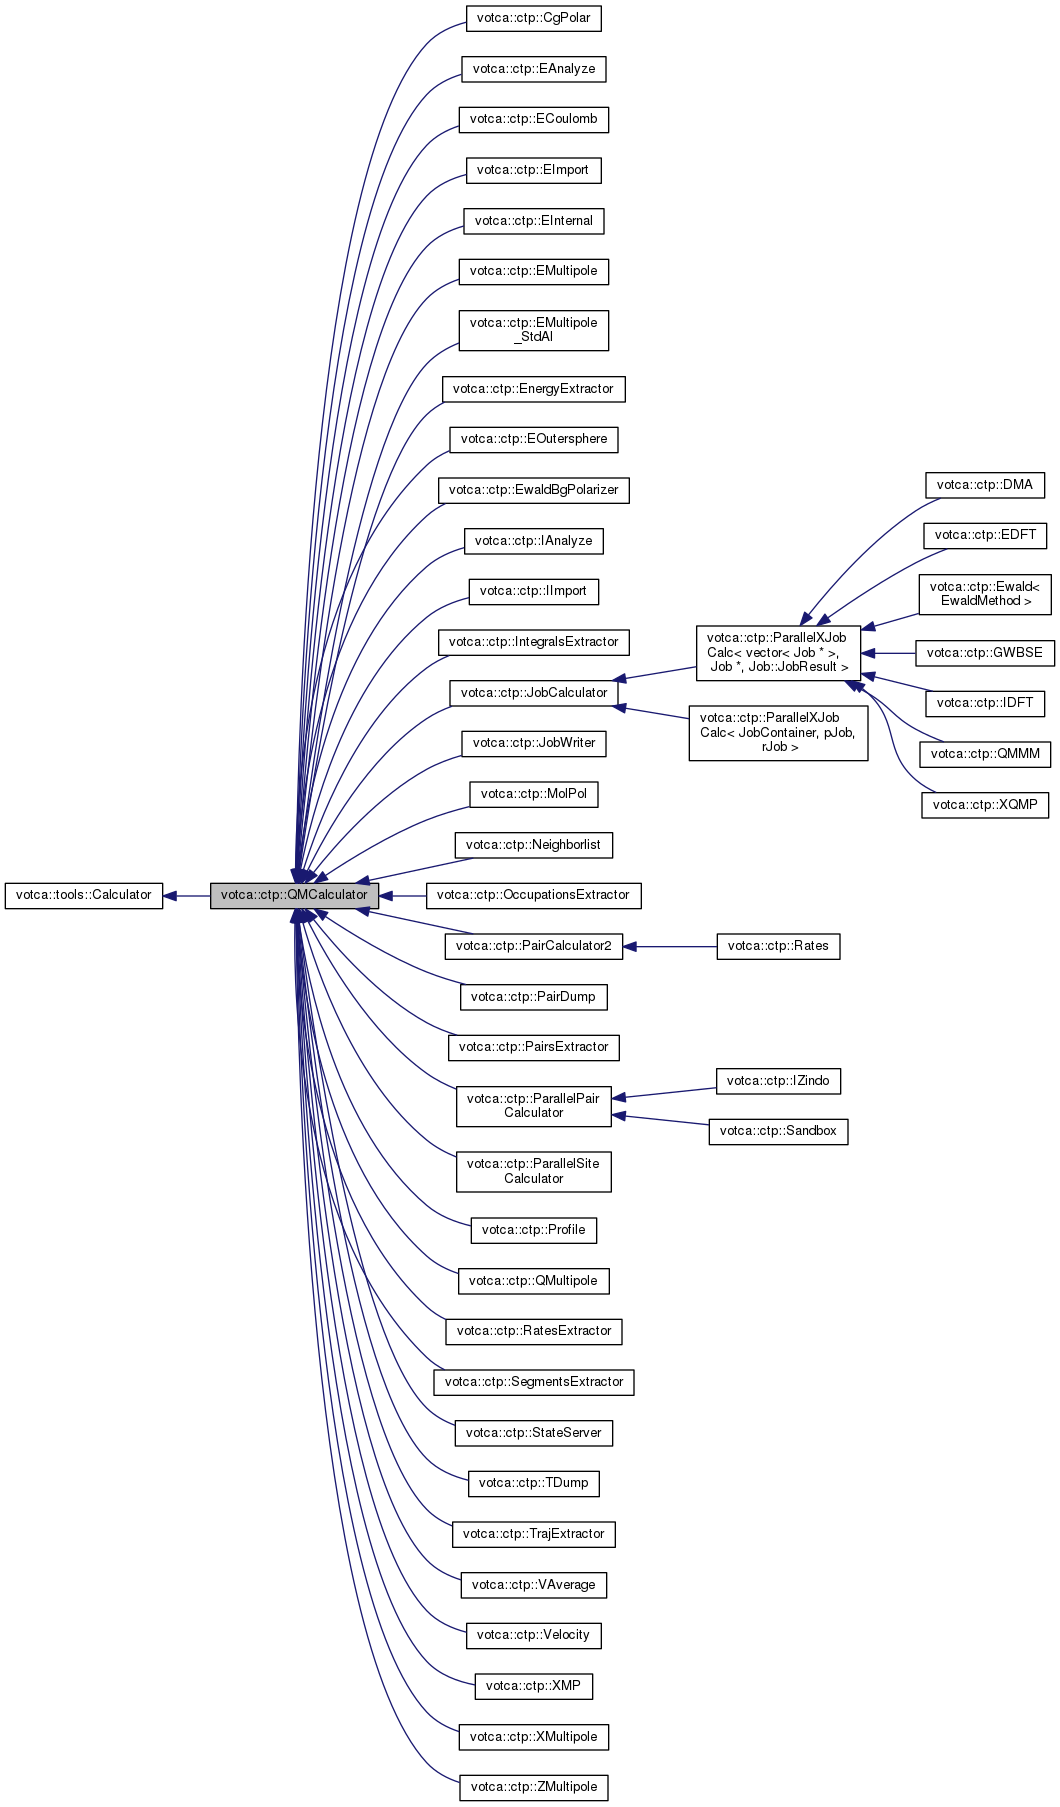 votca::ctp::CgPolar
votca::ctp::EAnalyze
votca::ctp::ECoulomb
votca::ctp::EImport
votca::ctp::EInternal
votca::ctp::EMultipole
votca::ctp::EMultipole
_StdAl
votca::ctp::EnergyExtractor
votca::ctp::EOutersphere
votca::ctp::EwaldBgPolarizer
votca::ctp::IAnalyze
votca::ctp::IImport
votca::ctp::IntegralsExtractor
votca::ctp::JobCalculator
votca::ctp::JobWriter
votca::ctp::MolPol
votca::ctp::Neighborlist
votca::tools::Calculator
votca::ctp::QMCalculator
votca::ctp::OccupationsExtractor
votca::ctp::PairCalculator2
votca::ctp::Rates
votca::ctp::PairDump
votca::ctp::PairsExtractor
votca::ctp::ParallelPair
Calculator
votca::ctp::IZindo
votca::ctp::Sandbox
votca::ctp::ParallelSite
Calculator
votca::ctp::Profile
votca::ctp::QMultipole
votca::ctp::RatesExtractor
votca::ctp::SegmentsExtractor
votca::ctp::StateServer
votca::ctp::TDump
votca::ctp::TrajExtractor
votca::ctp::VAverage
votca::ctp::Velocity
votca::ctp::XMP
votca::ctp::XMultipole
votca::ctp::ZMultipole
votca::ctp::ParallelXJob
Calc< vector< Job * >,
Job *, Job::JobResult >
votca::ctp::ParallelXJob
Calc< JobContainer, pJob,
rJob >
votca::ctp::DMA
votca::ctp::EDFT
votca::ctp::Ewald<
EwaldMethod >
votca::ctp::GWBSE
votca::ctp::IDFT
votca::ctp::QMMM
votca::ctp::XQMP